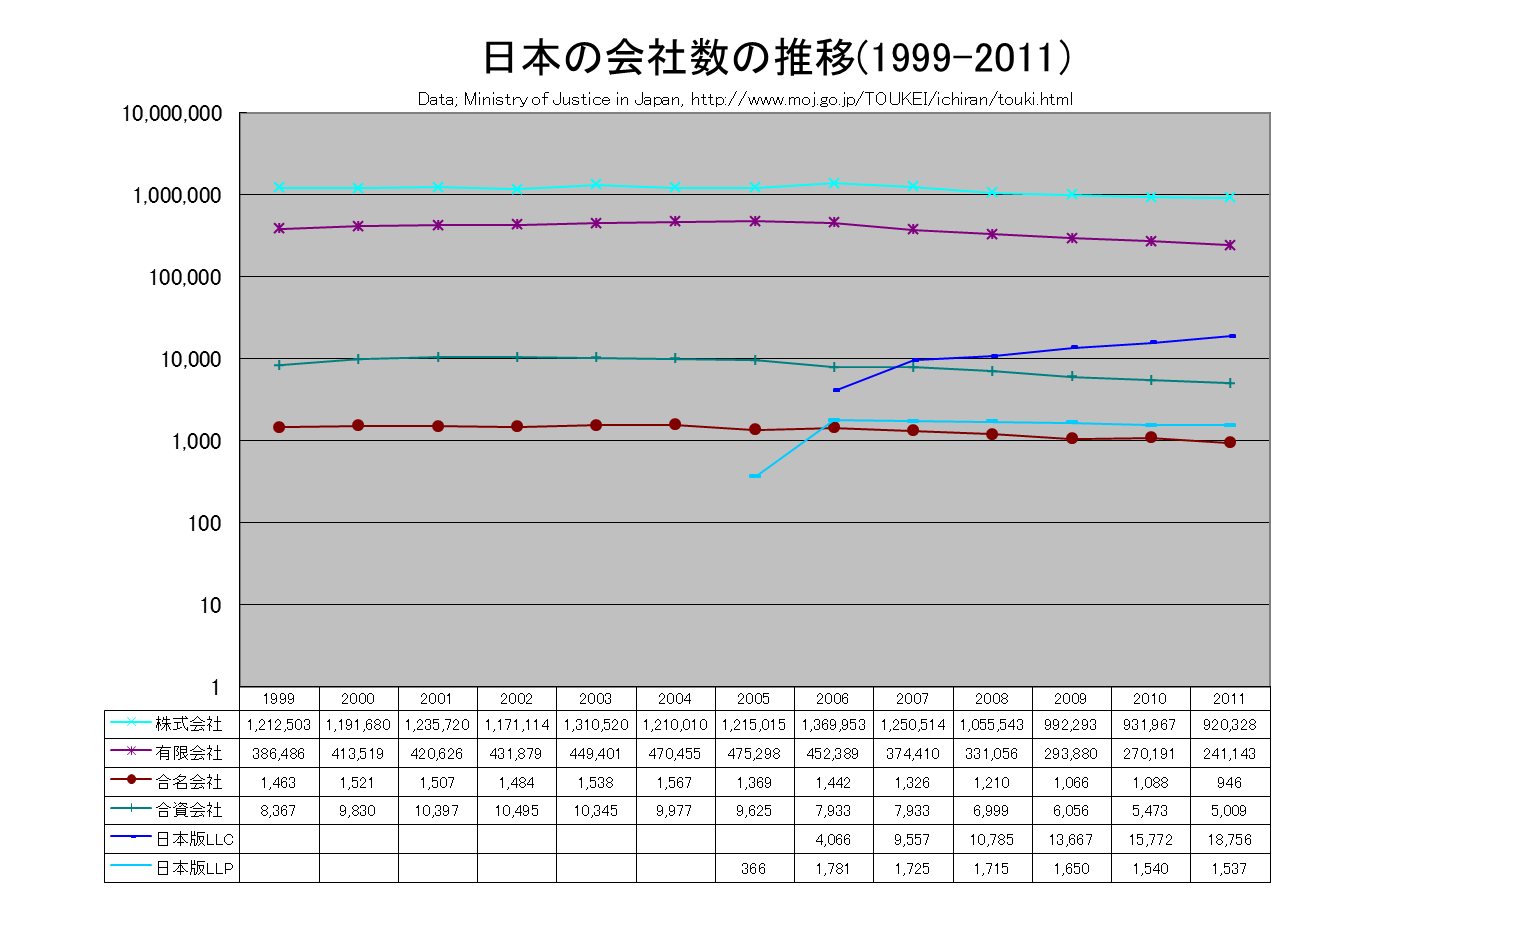 日本の会社数の推移(1999-2011)
Data; Ministry of Justice in Japan, http://www.moj.go.jp/TOUKEI/ichiran/touki.html
10,000,000
1,000,000
100,000
10,000
1,000
100
10
1
1999 2000 2001 2002 2003 2004 2005 2006 2007 2008 2009 2010 2011
株式会社 1,212,503 1,191,680 1,235,720 1,171,114 1,310,520 1,210,010 1,215,015 1,369,953 1,250,514 1,055,543 992,293 931,967 920,328
有限会社 386,486 413,519 420,626 431,879 449,401 470,455 475,298 452,389 374,410 331,056 293,880 270,191 241,143
合名会社 1,463 1,521 1,507 1,484 1,538 1,567 1,369 1,442 1,326 1,210 1,066 1,088 946
合資会社 8,367 9,830 10,397 10,495 10,345 9,977 9,625 7,933 7,933 6,999 6,056 5,473 5,009
日本版LLC 4,066 9,557 10,785 13,667 15,772 18,756
日本版LLP 366 1,781 1,725 1,715 1,650 1,540 1,537